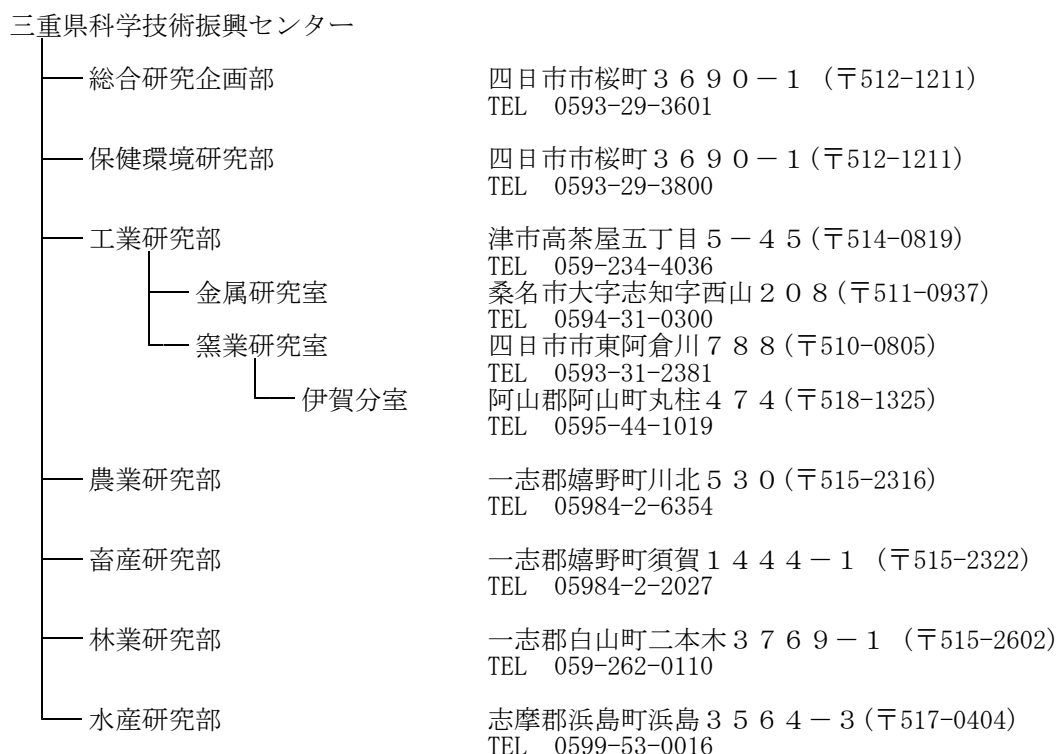 三重県科学技術振興センター
総合研究企画部 四日市市桜町３６９０－１ （〒512-1211）
TEL 0593-29-3601
保健環境研究部 四日市市桜町３６９０－１(〒512-1211)
TEL 0593-29-3800
工業研究部 津市高茶屋五丁目５－４５(〒514-0819)
TEL 059-234-4036
金属研究室 桑名市大字志知字西山２０８(〒511-0937)
TEL 0594-31-0300
窯業研究室 四日市市東阿倉川７８８(〒510-0805)
TEL 0593-31-2381
伊賀分室 阿山郡阿山町丸柱４７４(〒518-1325)
TEL 0595-44-1019
農業研究部 一志郡嬉野町川北５３０(〒515-2316)
TEL 05984-2-6354
畜産研究部 一志郡嬉野町須賀１４４４－１ （〒515-2322）
TEL 05984-2-2027
林業研究部 一志郡白山町二本木３７６９－１ （〒515-2602）
TEL 059-262-0110
水産研究部 志摩郡浜島町浜島３５６４－３(〒517-0404)
TEL 0599-53-0016